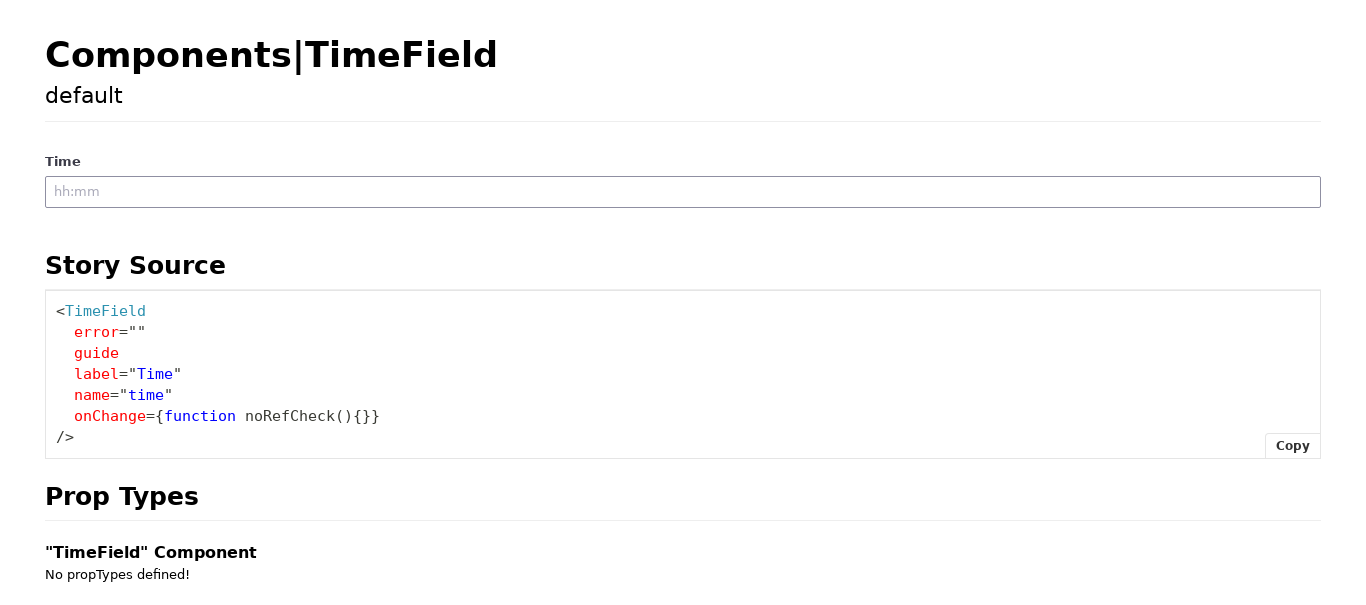 Components|TimeField
default
Time
hh:mm
Story Source
<TimeField
  error=""
  guide
  label="Time"
  name="time"
  onChange={function noRefCheck(){}}
/>
Copy
Prop Types
"TimeField" Component
No propTypes defined!